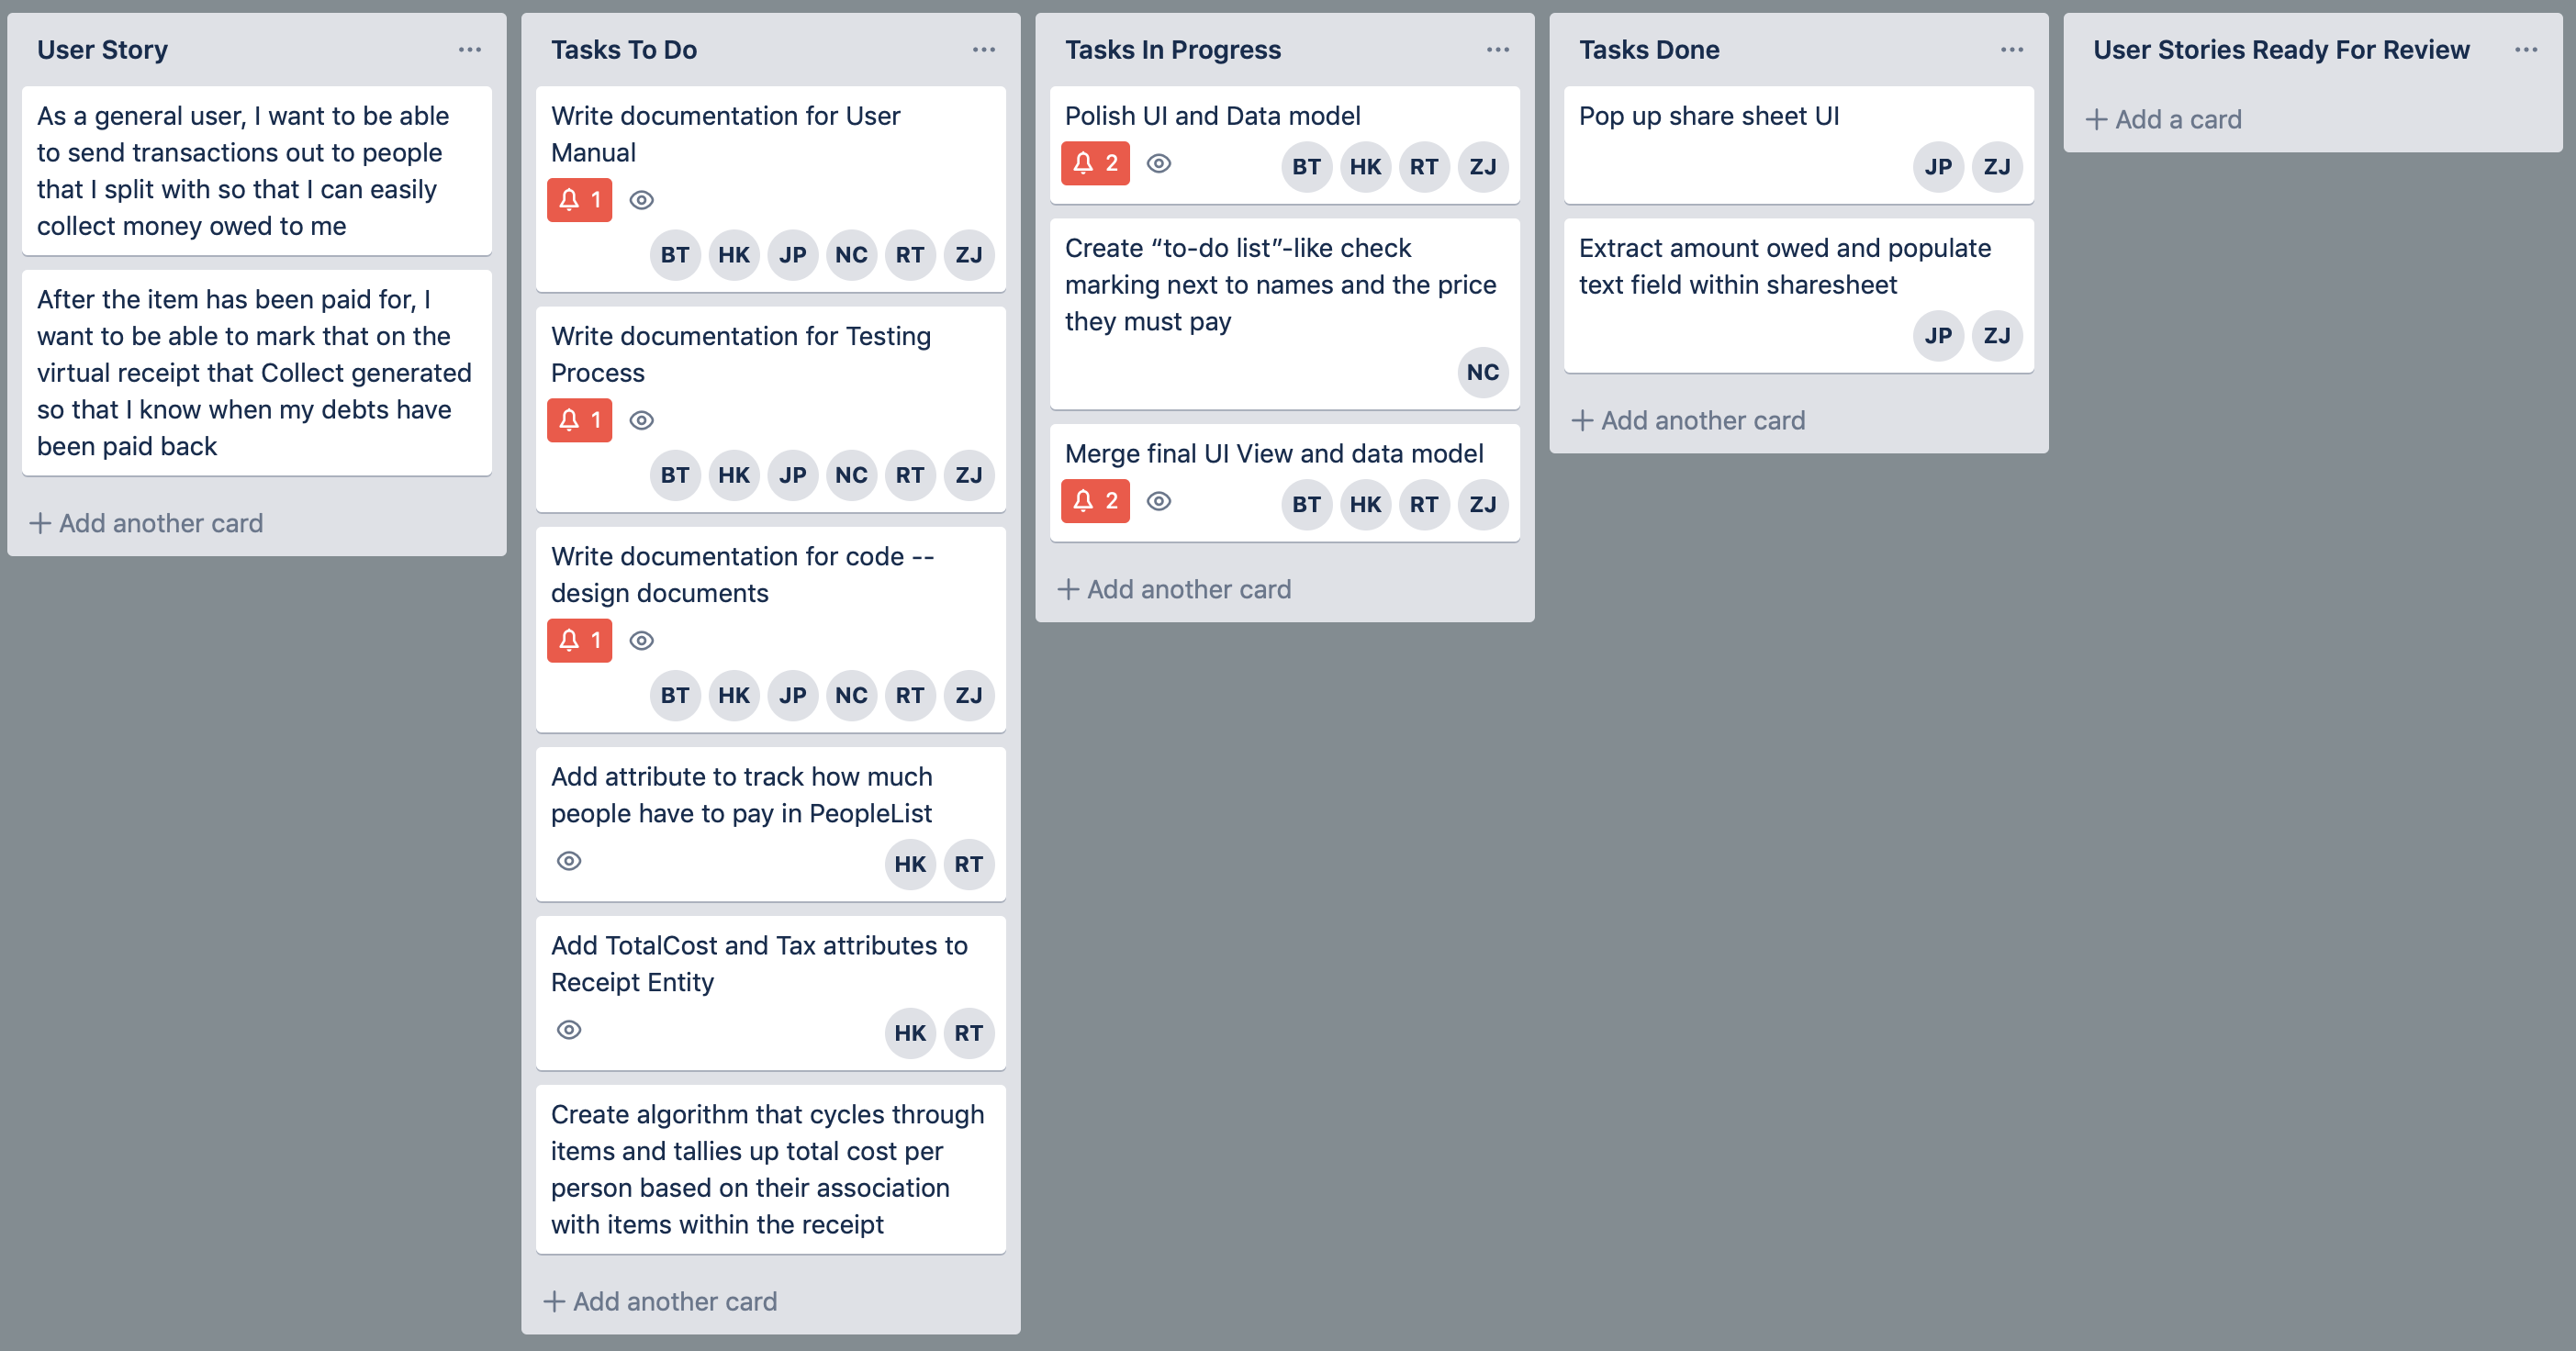 User Story
As a general user, I want to be able
to send transactions out to people
that I split with so that I can easily
collect money owed to me
After the item has been paid for, I
want to be able to mark that on the
virtual receipt that Collect generated
so that I know when my debts have
been paid back
+ Add another card
Tasks To Do
Write documentation for User
Manual
1
BT HK JP NC RT ZJ
Write documentation for Testing
Process
1
BT HK JP NC RT ZJ
Write documentation for code --
design documents
1
BT HK JP NC RT ZJ
Add attribute to track how much
people have to pay in PeopleList
HK RT
Add TotalCost and Tax attributes to
Receipt Entity
HK RT
Create algorithm that cycles through
items and tallies up total cost per
person based on their association
with items within the receipt
+ Add another card
Tasks In Progress
Polish UI and Data model
2 BT HK RT ZJ
Create “to-do list”-like check
marking next to names and the price
they must pay
NC
Merge final UI View and data model
2 BT HK RT ZJ
+ Add another card
Tasks Done
Pop up share sheet UI
JP ZJ
Extract amount owed and populate
text field within sharesheet
JP ZJ
+ Add another card
User Stories Ready For Review
+ Add a card